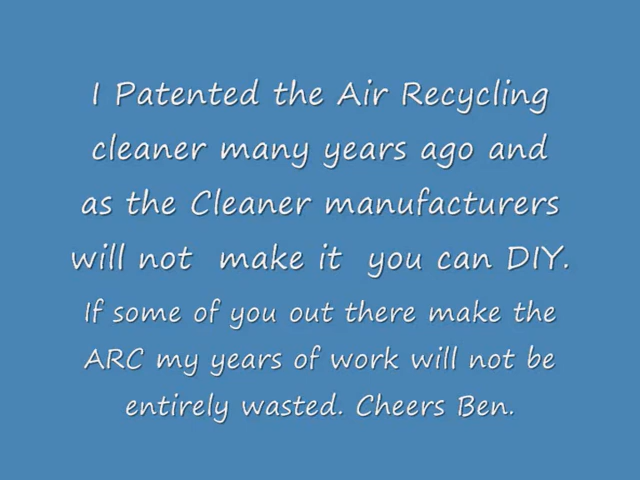 I Patented the Air Recycling
cleaner many years ago and
as the Cleaner manufacturers
will not make it you can DIY.
If some of you out there make the
ARC my years of work will not be
entirely wasted. Cheers Ben.